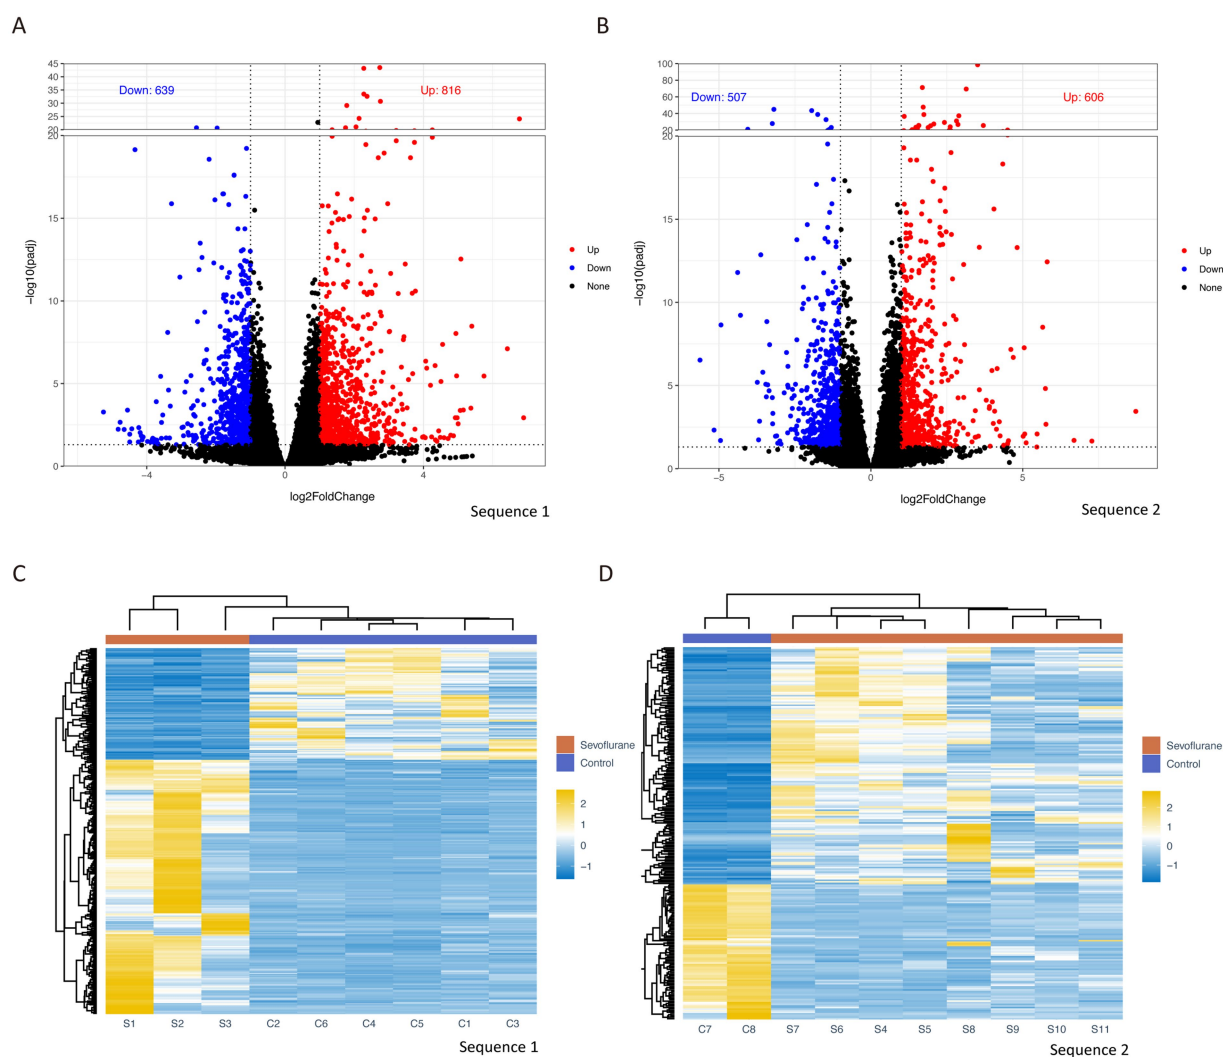 A
Down: 639
Up: 816
45
40
35
30
25
20
20
15
10
5
0
−log10(padj)
−4
0
4
log2FoldChange
Up
Down
None
Sequence 1
B
Down: 507
Up: 606
100
80
60
40
20
20
15
10
5
0
−log10(padj)
−5
0
5
log2FoldChange
Up
Down
None
Sequence 2
C
Sevoflurane
Control
2
1
0
−1
S1 S2 S3 C2 C6 C4 C5 C1 C3
Sequence 1
D
Sevoflurane
Control
2
1
0
−1
C7 C8 S7 S6 S4 S5 S8 S9 S10 S11
Sequence 2